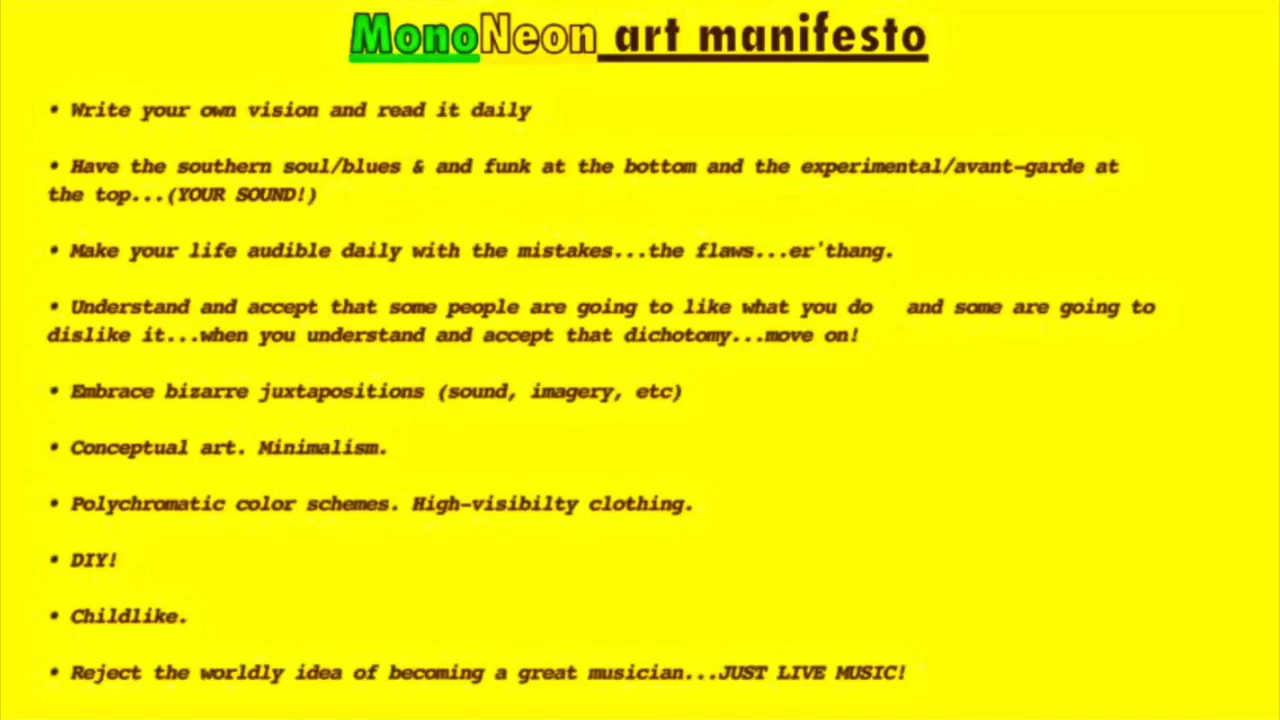 MonoNeon art manifesto
• Write your own vision and read it daily
• Have the southern soul/blues & and funk at the bottom and the experimental/avant-garde at
the top...(YOUR SOUND!)
• Make your life audible daily with the mistakes...the flaws...er'thang.
• Understand and accept that some people are going to like what you do   and some are going to
dislike it...when you understand and accept that dichotomy...move on!
• Embrace bizarre juxtapositions (sound, imagery, etc)
• Conceptual art. Minimalism.
• Polychromatic color schemes. High-visibilty clothing.
• DIY!
• Childlike.
• Reject the worldly idea of becoming a great musician...JUST LIVE MUSIC!